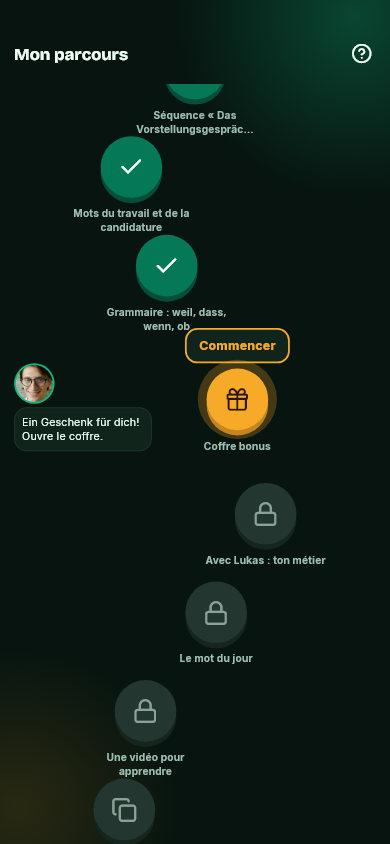 Mon parcours
Séquence « Das
Vorstellungsgespräc...
Mots du travail et de la
candidature
Grammaire : weil, dass,
wenn, ob
Commencer
Ein Geschenk für dich!
Ouvre le coffre.
Coffre bonus
Avec Lukas : ton métier
Le mot du jour
Une vidéo pour
apprendre